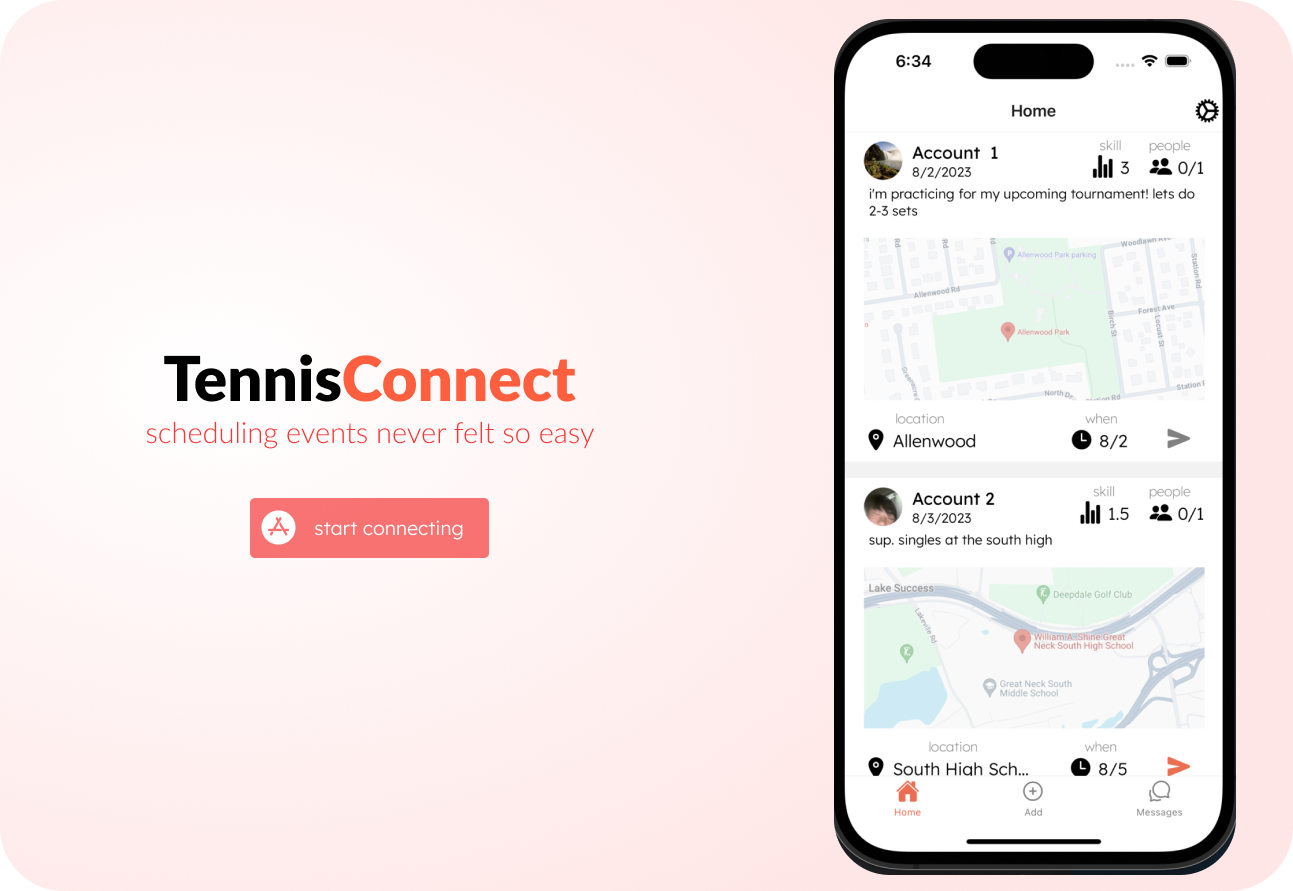 TennisConnect
scheduling events never felt so easy
start connecting
6:34
Home
Account 1
8/2/2023
skill
3
people
0/1
i'm practicing for my upcoming tournament! lets do
2-3 sets
Rd
Rd
Rd
Woodlawn Ave
Allenwood Park parking
Station Rd
Allenwood Rd
Forest Ave
Birch St
Locust St
Allenwood Park
Station Rd
location
Allenwood
when
8/2
Account 2
8/3/2023
skill
1.5
people
0/1
sup. singles at the south high
Lake Success
Deepdale Golf Club
Lakeville Rd
William A. Shine Great
Neck South High School
Great Neck South
Middle School
location
South High Sch...
when
8/5
Home
Add
Messages